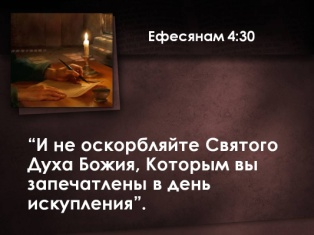 Ефесянам 4:30
“И не оскорбляйте Святого
Духа Божия, Которым вы
запечатлены в день
искупления”.